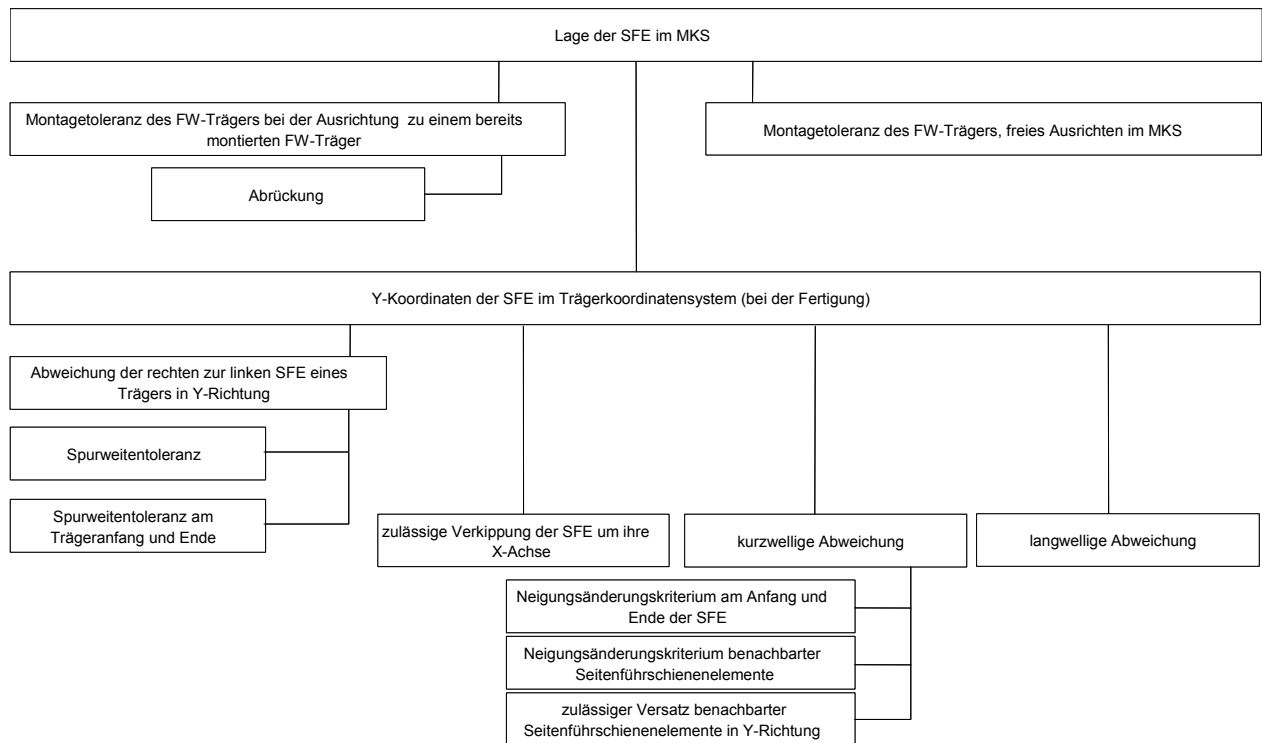 Lage der SFE im MKS
Montagetoleranz des FW-Trägers bei der Ausrichtung zu einem bereits
montierten FW-Träger
Montagetoleranz des FW-Trägers, freies Ausrichten im MKS
Abrückung
Y-Koordinaten der SFE im Trägerkoordinatensystem (bei der Fertigung)
Abweichung der rechten zur linken SFE eines
Trägers in Y-Richtung
Spurweitentoleranz
Spurweitentoleranz am
Trägeranfang und Ende
zulässige Verkippung der SFE um ihre
X-Achse
kurzwellige Abweichung
langwellige Abweichung
Neigungsänderungskriterium am Anfang und
Ende der SFE
Neigungsänderungskriterium benachbarter
Seitenführschienenelemente
zulässiger Versatz benachbarter
Seitenführschienenelemente in Y-Richtung